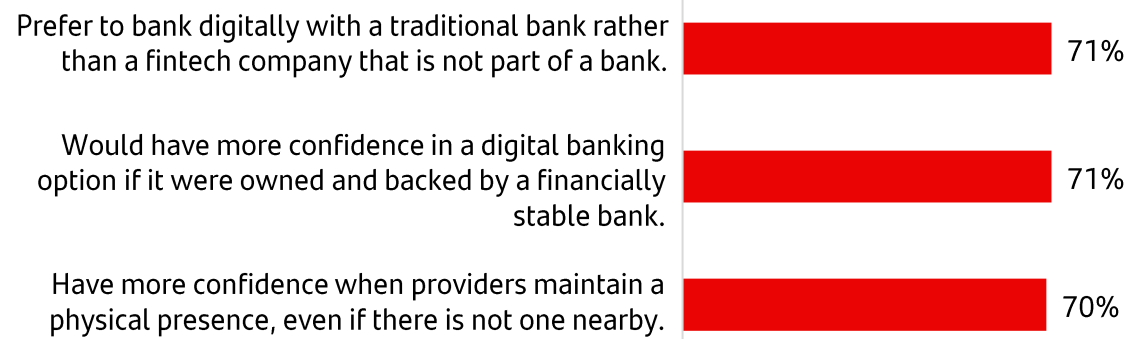 Prefer to bank digitally with a traditional bank rather
than a fintech company that is not part of a bank.
71%
Would have more confidence in a digital banking
option if it were owned and backed by a financially
stable bank.
71%
Have more confidence when providers maintain a
physical presence, even if there is not one nearby.
70%